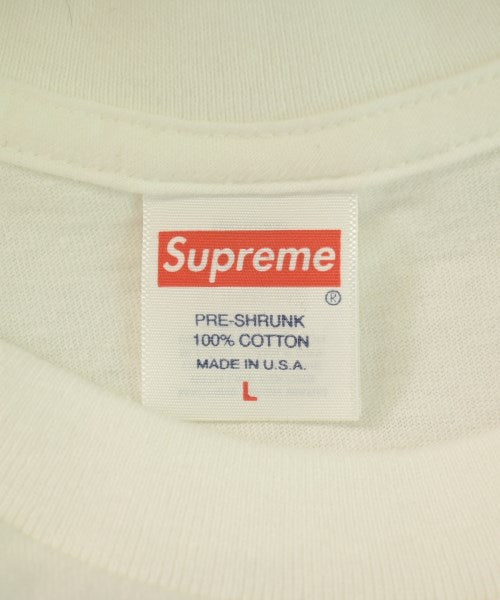 Supreme
®
PRE-SHRUNK
100% COTTON
MADE IN U.S.A.
L